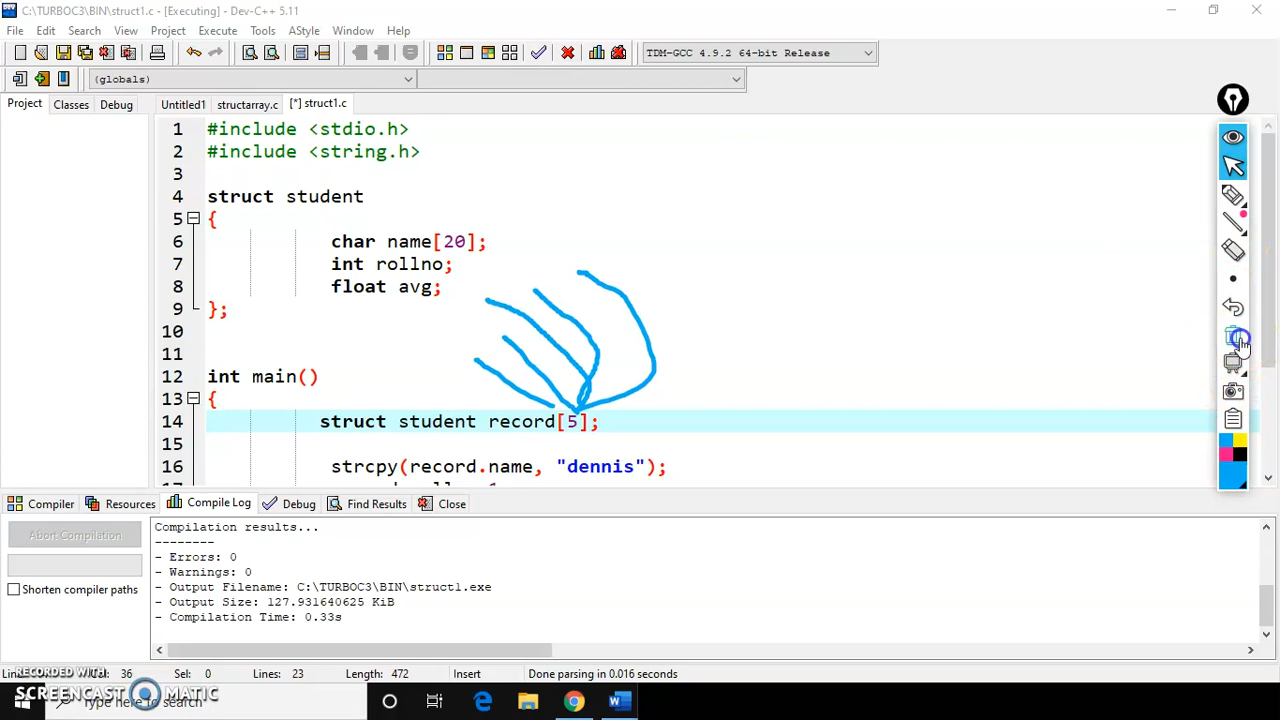 C:\TURBOC3\BIN\struct1.c - [Executing] - Dev-C++ 5.11
File Edit Search View Project Execute Tools AStyle Window Help
TDM-GCC 4.9.2 64-bit Release
(globals)
Project Classes Debug Untitled1 structarray.c [*] struct1.c
1 #include <stdio.h>
2 #include <string.h>
3
4 struct student
5 {
6 char name[20];
7 int rollno;
8 float avg;
9 };
10
11
12 int main()
13 {
14 struct student record[5];
15
16 strcpy(record.name, "dennis");
Compiler Resources Compile Log Debug Find Results Close
Abort Compilation
Shorten compiler paths
Compilation results...
--------
- Errors: 0
- Warnings: 0
- Output Filename: C:\TURBOC3\BIN\struct1.exe
- Output Size: 127.931640625 KiB
- Compilation Time: 0.33s
36 Sel: 0 Lines: 23 Length: 472 Insert Done parsing in 0.016 seconds
RECORDED WITH
SCREENCAST MATIC
Type here to search